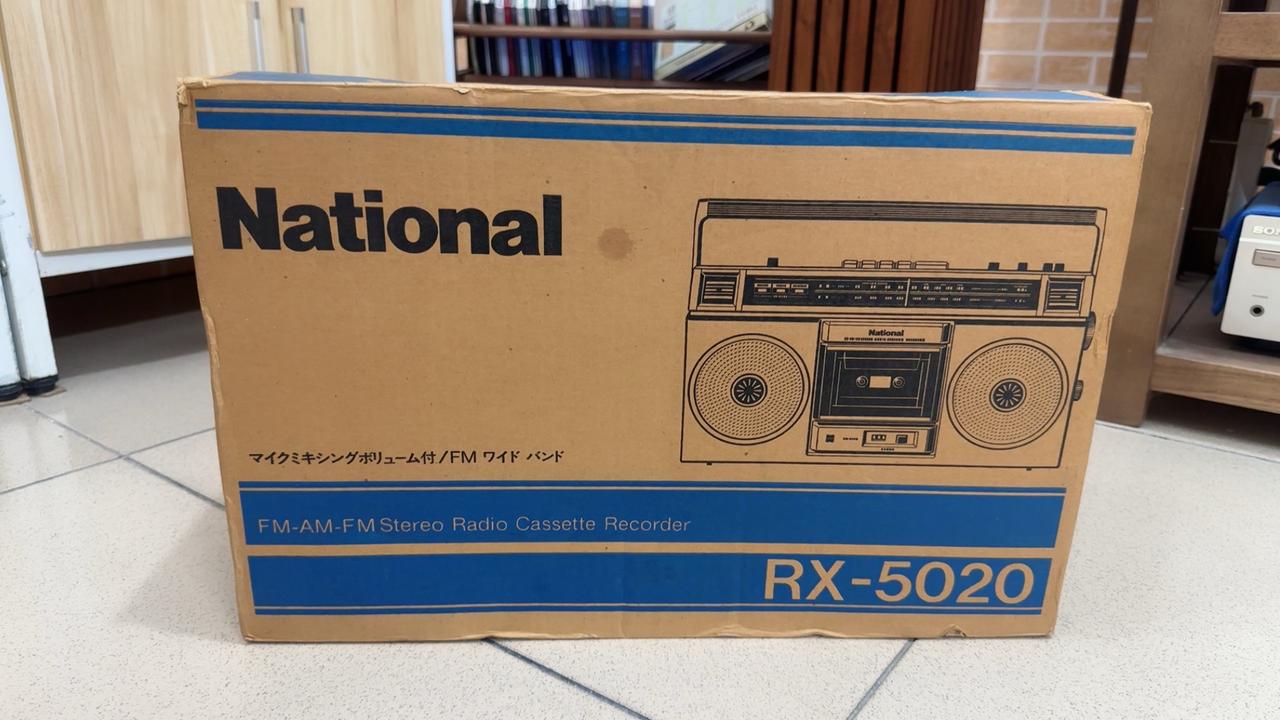 National
National
マイクミキシングボリューム付/FM ワイド バンド
FM-AM-FM Stereo Radio Cassette Recorder
RX-5020